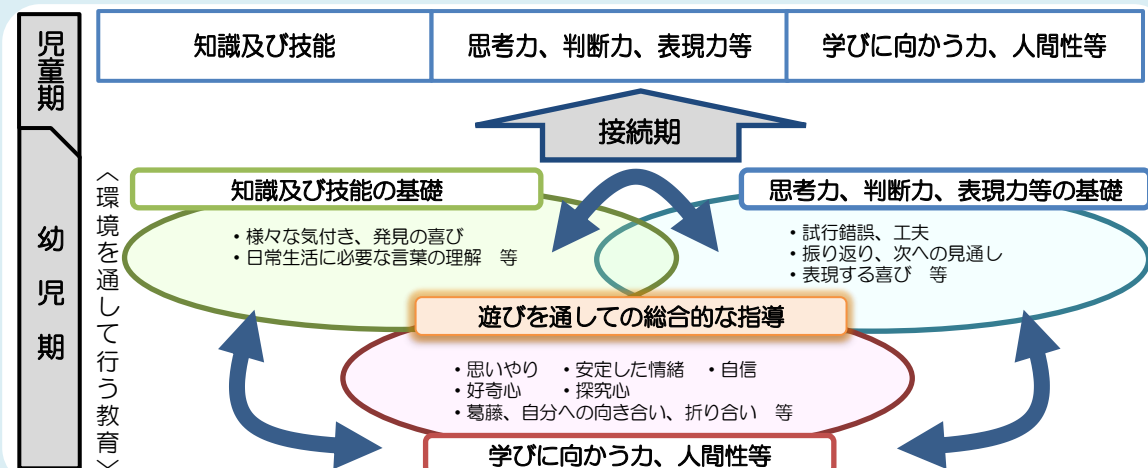 児童期
知識及び技能
思考力、判断力、表現力等
学びに向かう力、人間性等
接続期
幼児期
〈環境を通して行う教育〉
知識及び技能の基礎
・様々な気付き、発見の喜び
・日常生活に必要な言葉の理解　等
思考力、判断力、表現力等の基礎
・試行錯誤、工夫
・振り返り、次への見通し
・表現する喜び　等
遊びを通しての総合的な指導
・思いやり　・安定した情緒　・自信
・好奇心　　・探究心
・葛藤、自分への向き合い、折り合い　等
学びに向かう力、人間性等